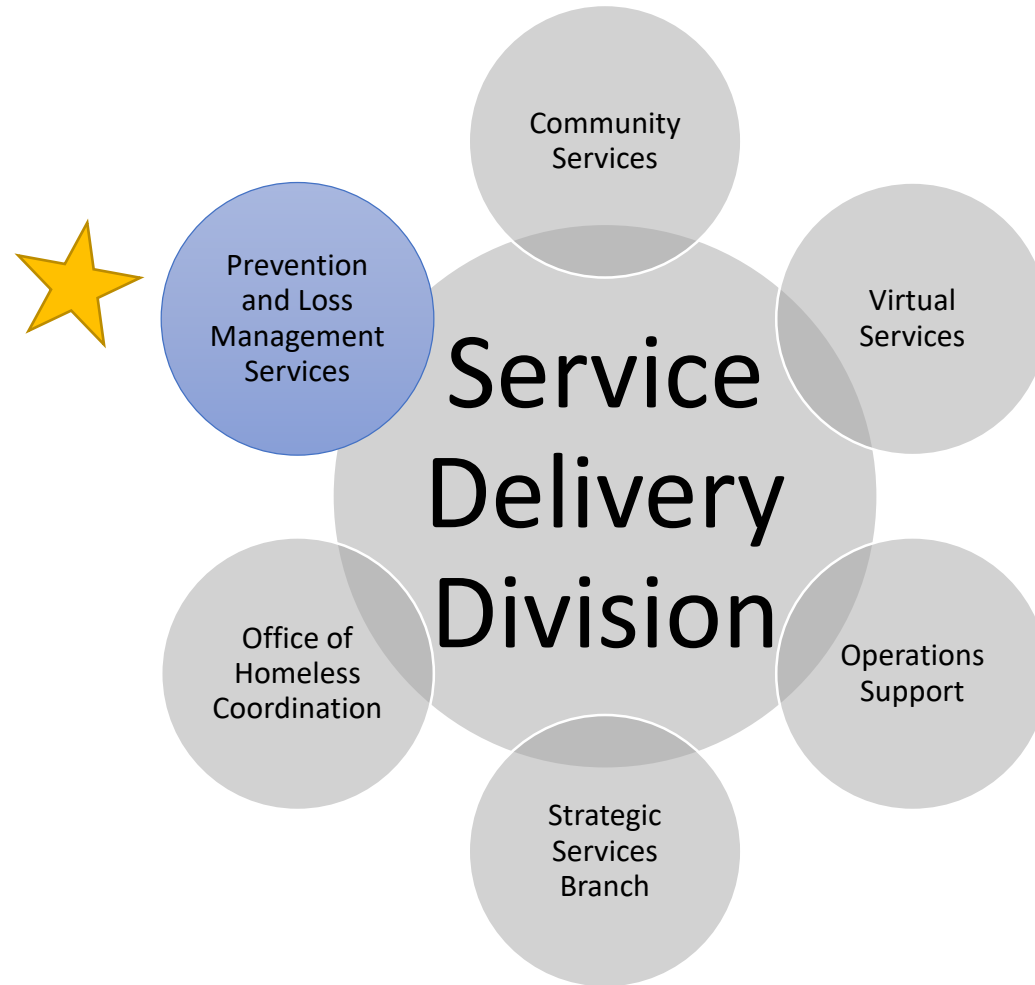 Community
Services
Prevention
and Loss
Management
Services
Virtual
Services
Service
Delivery
Division
Office of
Homeless
Coordination
Operations
Support
Strategic
Services
Branch